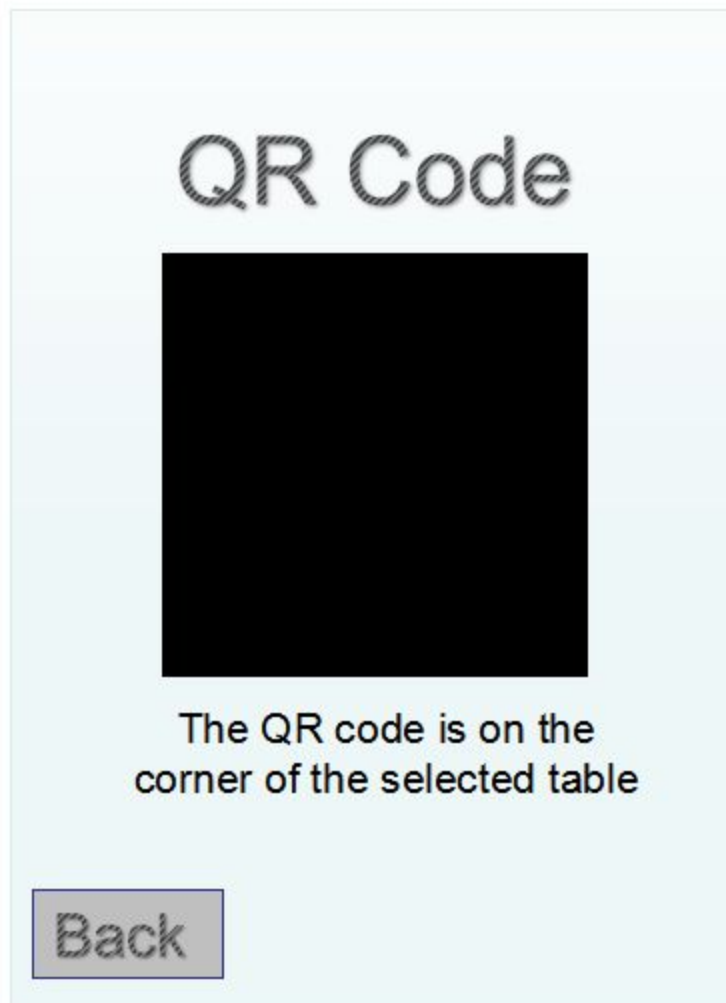 QR Code
The QR code is on the
corner of the selected table
Back